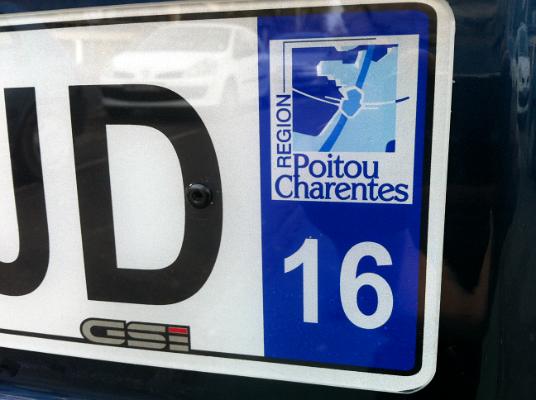 UD
REGION
Poitou
Charentes
16
GSi